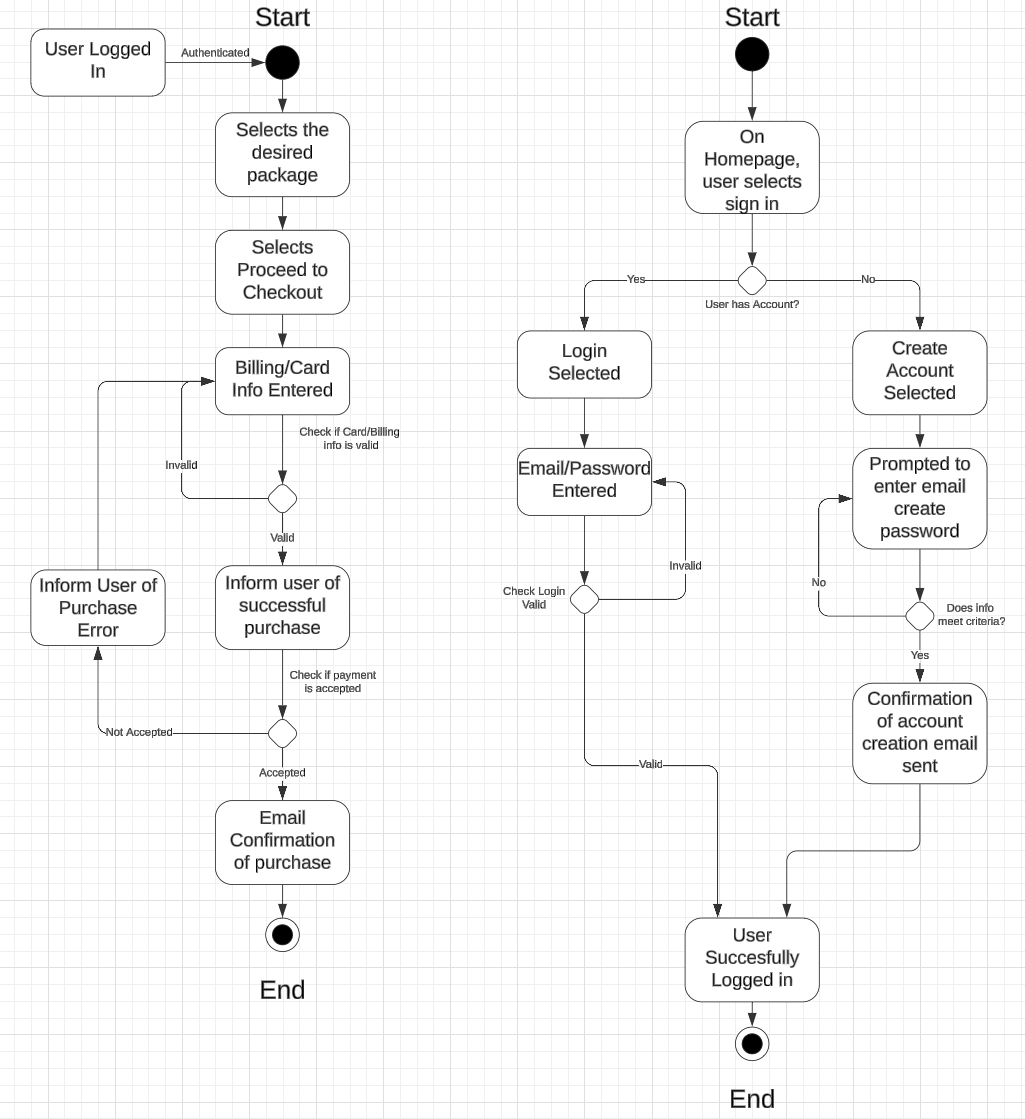 Start
User Logged
In
Authenticated
Selects the
desired
package
Selects
Proceed to
Checkout
Billing/Card
Info Entered
Check if Card/Billing
info is valid
Invalid
Valid
Inform User of
Purchase
Error
Inform user of
successful
purchase
Check if payment
is accepted
Not Accepted
Accepted
Email
Confirmation
of purchase
End
Start
On
Homepage,
user selects
sign in
Yes
No
User has Account?
Login
Selected
Create
Account
Selected
Email/Password
Entered
Prompted to
enter email
create
password
Invalid
No
Check Login
Valid
Does info
meet criteria?
Yes
Confirmation
of account
creation email
sent
Valid
User
Succesfully
Logged in
End